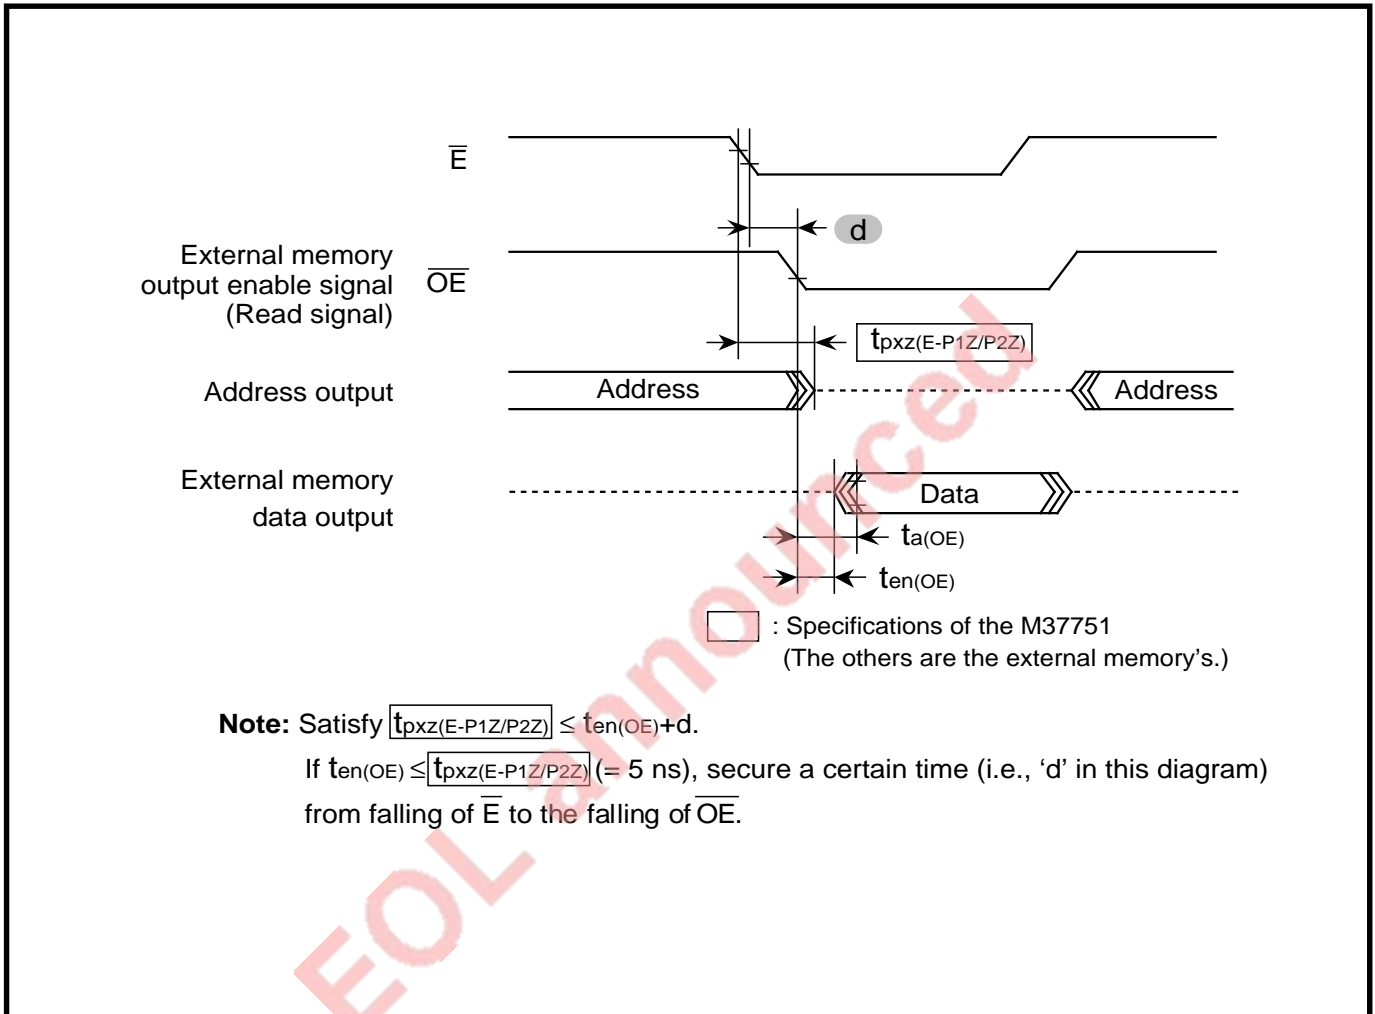 E̅
d
External memory
output enable signal
(Read signal)
O̅E̅
tpxz(E-P1Z/P2Z)
Address output
Address
Address
External memory
data output
Data
ta(OE)
ten(OE)
: Specifications of the M37751
(The others are the external memory's.)
Note: Satisfy tpxz(E-P1Z/P2Z) ≤ ten(OE)+d.
If ten(OE) ≤ tpxz(E-P1Z/P2Z) (= 5 ns), secure a certain time (i.e., ‘d’ in this diagram)
from falling of E̅ to the falling of O̅E̅.
EOL announced